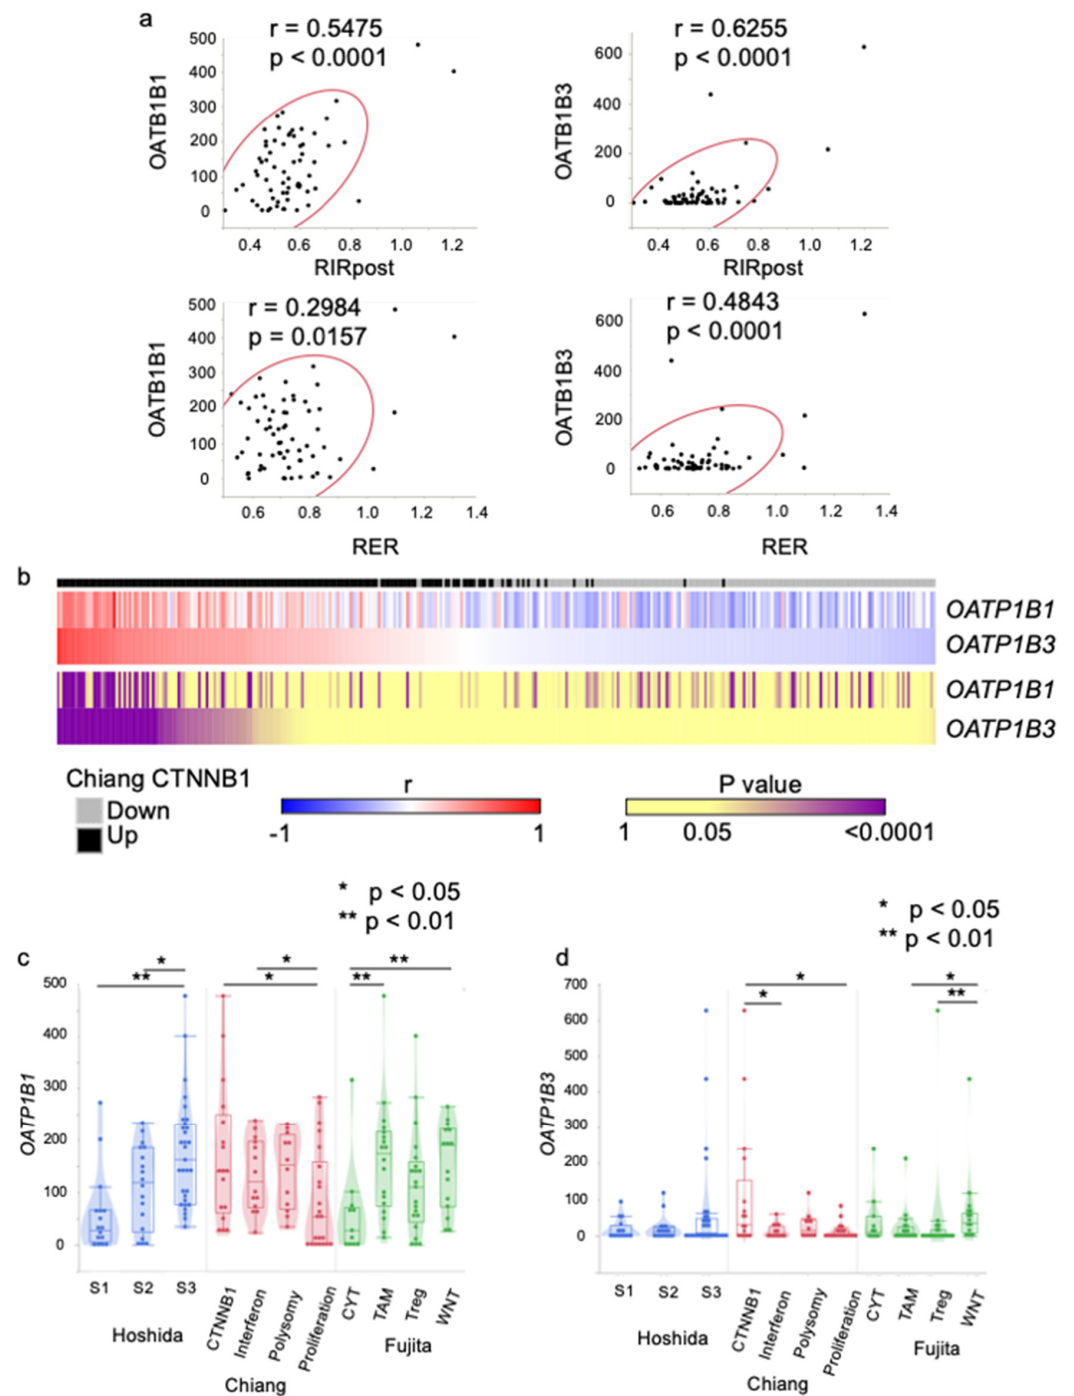 a
r = 0.5475
p < 0.0001
OATB1B1
500
400
300
200
100
0
0.4 0.6 0.8 1.0 1.2
RIRpost
r = 0.6255
p < 0.0001
OATB1B3
600
400
200
0
0.4 0.6 0.8 1.0 1.2
RIRpost
r = 0.2984
p = 0.0157
OATB1B1
500
400
300
200
100
0
0.6 0.8 1.0 1.2 1.4
RER
r = 0.4843
p < 0.0001
OATB1B3
600
400
200
0
0.6 0.8 1.0 1.2 1.4
RER
b
OATP1B1
OATP1B3
OATP1B1
OATP1B3
Chiang CTNNB1
Down
Up
r
-1 1
P value
1 0.05 <0.0001
* p < 0.05
** p < 0.01
c
* 
**
*
*
**
**
OATP1B1
500
400
300
200
100
0
S1 S2 S3
Hoshida
CTNNB1 Interferon Polysomy Proliferation
Chiang
CYT TAM Treg WNT
Fujita
* p < 0.05
** p < 0.01
d
*
*
*
**
OATP1B3
700
600
500
400
300
200
100
0
S1 S2 S3
Hoshida
CTNNB1 Interferon Polysomy Proliferation
Chiang
CYT TAM Treg WNT
Fujita